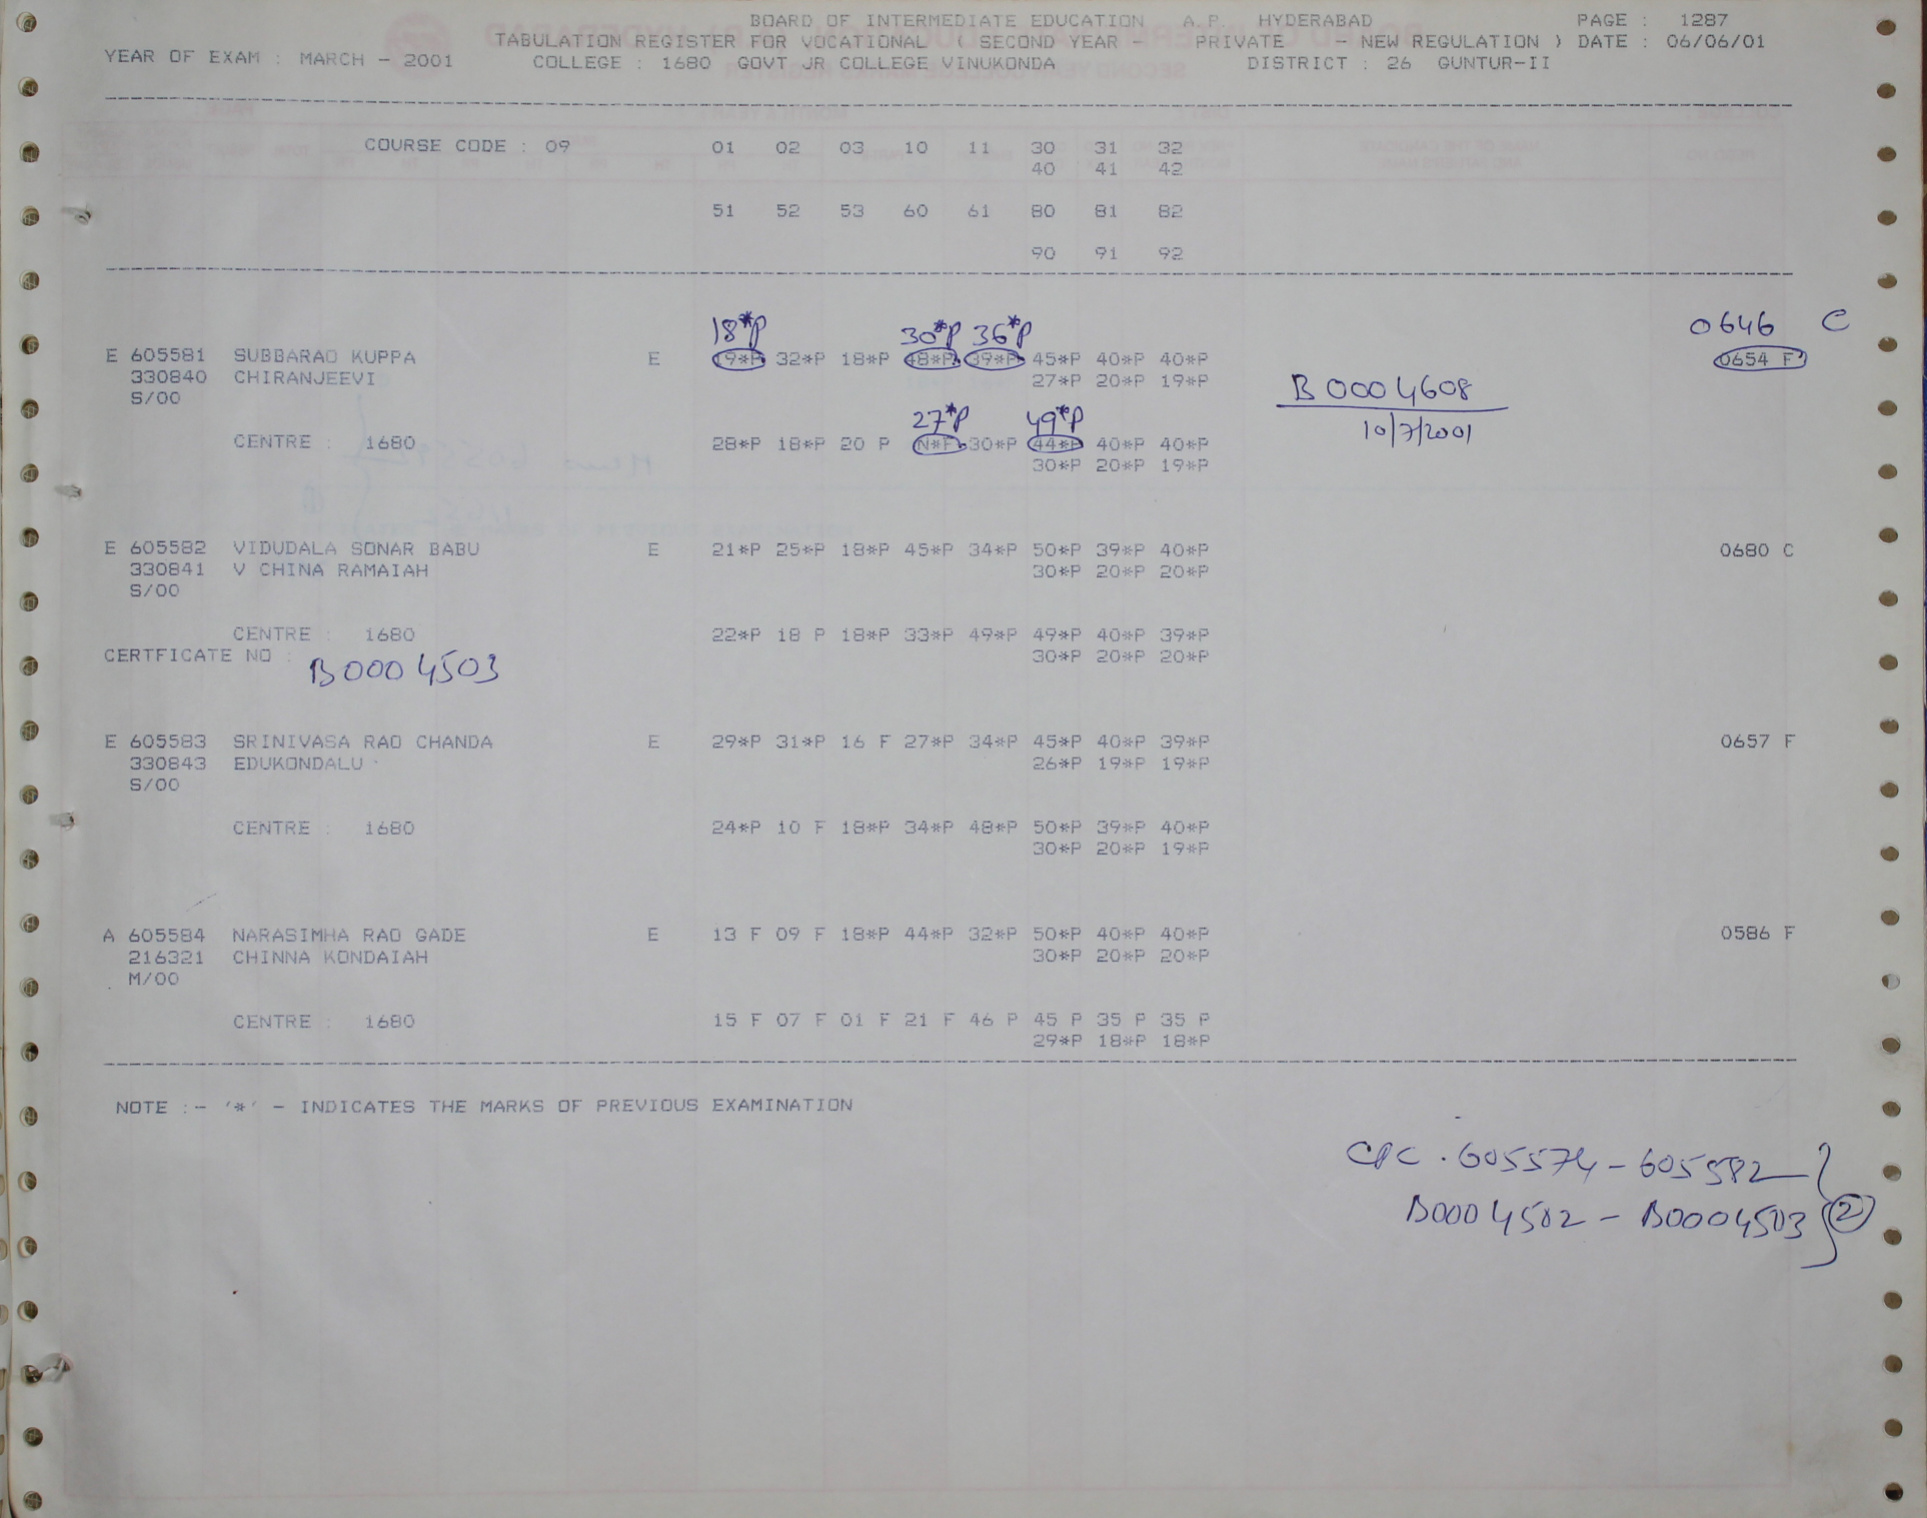 BOARD OF INTERMEDIATE EDUCATION A.P. HYDERABAD PAGE : 1287
TABULATION REGISTER FOR VOCATIONAL ( SECOND YEAR - PRIVATE - NEW REGULATION ) DATE : 06/06/01
YEAR OF EXAM : MARCH - 2001 COLLEGE : 1680 GOVT JR COLLEGE VINUKONDA DISTRICT : 26 GUNTUR-II
COURSE CODE : 09 01 02 03 10 11 30 31 32
40 41 42
51 52 53 60 61 80 81 82
90 91 92
18*P 30*P 36*P 0646 C
E 605581 SUBBARAO KUPPA E 19*P 32*P 18*P 48*P 39*P 45*P 40*P 40*P 0654 F
330840 CHIRANJEEVI 27*P 20*P 19*P
S/00 B0004608
27*P 49*P 10/7/2001
CENTRE : 1680 28*P 18*P 20 P N*F 30*P 44*P 40*P 40*P
30*P 20*P 19*P
E 605582 VIDUDALA SONAR BABU E 21*P 25*P 18*P 45*P 34*P 50*P 39*P 40*P 0680 C
330841 V CHINA RAMAIAH 30*P 20*P 20*P
S/00
CENTRE : 1680 22*P 18 P 18*P 33*P 49*P 49*P 40*P 39*P
CERTFICATE NO : 30*P 20*P 20*P
B0004503
E 605583 SRINIVASA RAO CHANDA E 29*P 31*P 16 F 27*P 34*P 45*P 40*P 39*P 0657 F
330843 EDUKONDALU 26*P 19*P 19*P
S/00
CENTRE : 1680 24*P 10 F 18*P 34*P 48*P 50*P 39*P 40*P
30*P 20*P 19*P
A 605584 NARASIMHA RAO GADE E 13 F 09 F 18*P 44*P 32*P 50*P 40*P 40*P 0586 F
216321 CHINNA KONDAIAH 30*P 20*P 20*P
M/00
CENTRE : 1680 15 F 07 F 01 F 21 F 46 P 45 P 35 P 35 P
29*P 18*P 18*P
NOTE :- '*' - INDICATES THE MARKS OF PREVIOUS EXAMINATION
CPC . 605574 - 605582
B0004502 - B0004503 2